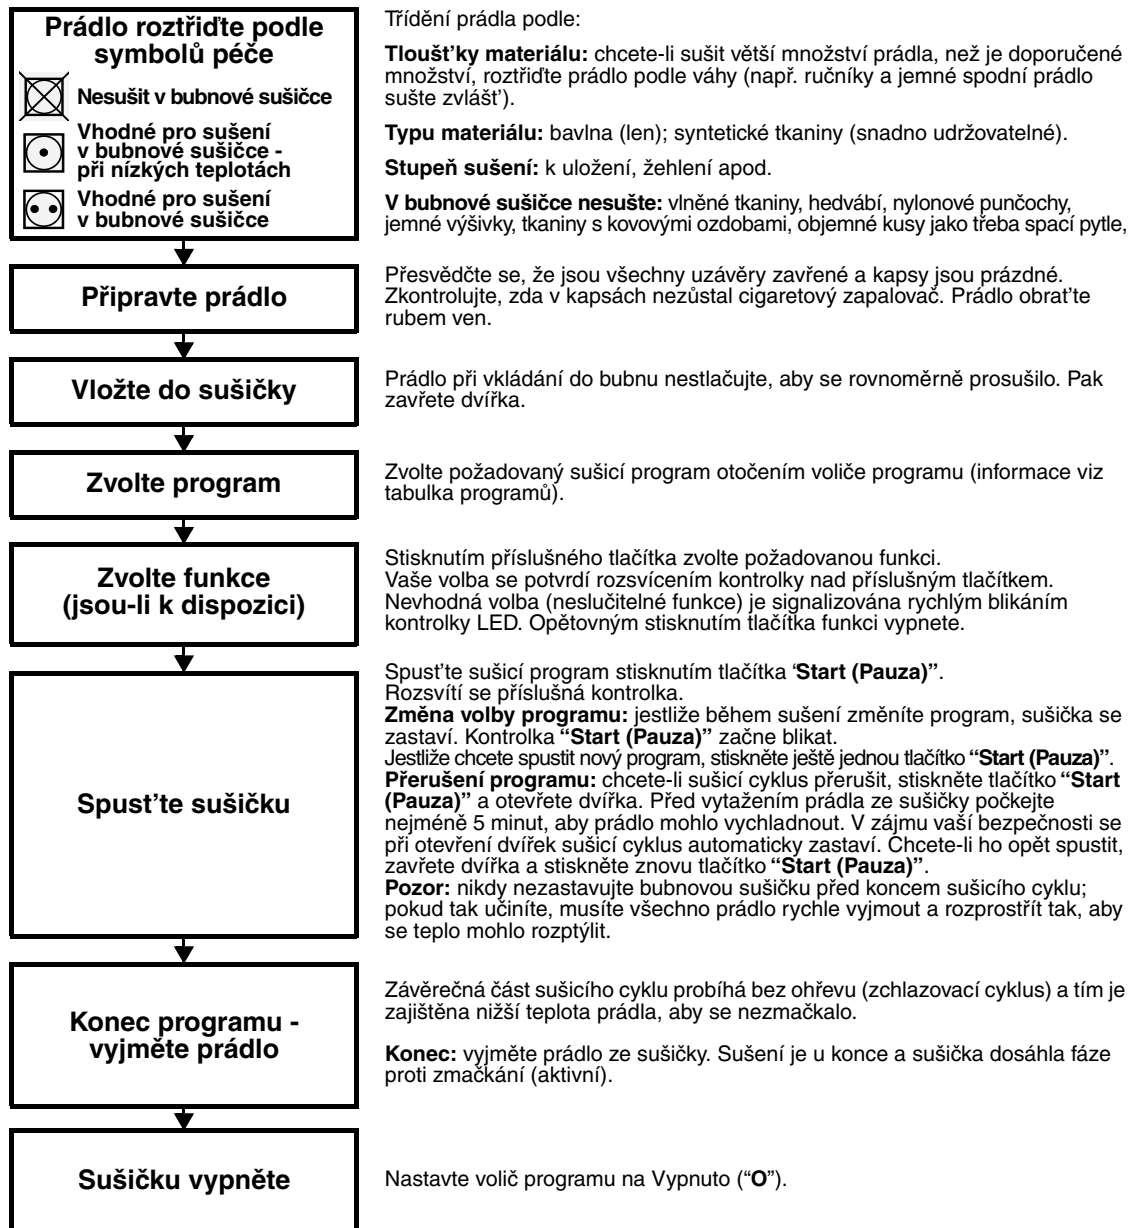 Prádlo roztřiďte podle
symbolů péče
Nesušit v bubnové sušičce
Vhodné pro sušení
v bubnové sušičce -
při nízkých teplotách
Vhodné pro sušení
v bubnové sušičce
Třídění prádla podle:
Tloušt’ky materiálu: chcete-li sušit větší množství prádla, než je doporučené
množství, roztřiďte prádlo podle váhy (např. ručníky a jemné spodní prádlo
sušte zvlášt’).
Typu materiálu: bavlna (len); syntetické tkaniny (snadno udržovatelné).
Stupeň sušení: k uložení, žehlení apod.
V bubnové sušičce nesušte: vlněné tkaniny, hedvábí, nylonové punčochy,
jemné výšivky, tkaniny s kovovými ozdobami, objemné kusy jako třeba spací pytle,
Připravte prádlo
Přesvědčte se, že jsou všechny uzávěry zavřené a kapsy jsou prázdné.
Zkontrolujte, zda v kapsách nezůstal cigaretový zapalovač. Prádlo obrat’te
rubem ven.
Vložte do sušičky
Prádlo při vkládání do bubnu nestlačujte, aby se rovnoměrně prosušilo. Pak
zavřete dvířka.
Zvolte program
Zvolte požadovaný sušicí program otočením voliče programu (informace viz
tabulka programů).
Zvolte funkce
(jsou-li k dispozici)
Stisknutím příslušného tlačítka zvolte požadovanou funkci.
Vaše volba se potvrdí rozsvícením kontrolky nad příslušným tlačítkem.
Nevhodná volba (neslučitelné funkce) je signalizována rychlým blikáním
kontrolky LED. Opětovným stisknutím tlačítka funkci vypnete.
Spust’te sušičku
Spust’te sušicí program stisknutím tlačítka ‘Start (Pauza)”.
Rozsvítí se příslušná kontrolka.
Změna volby programu: jestliže během sušení změníte program, sušička se
zastaví. Kontrolka “Start (Pauza)” začne blikat.
Jestliže chcete spustit nový program, stiskněte ještě jednou tlačítko “Start (Pauza)”.
Přerušení programu: chcete-li sušicí cyklus přerušit, stiskněte tlačítko “Start
(Pauza)” a otevřete dvířka. Před vytažením prádla ze sušičky počkejte
nejméně 5 minut, aby prádlo mohlo vychladnout. V zájmu vaší bezpečnosti se
při otevření dvířek sušicí cyklus automaticky zastaví. Chcete-li ho opět spustit,
zavřete dvířka a stiskněte znovu tlačítko “Start (Pauza)”.
Pozor: nikdy nezastavujte bubnovou sušičku před koncem sušicího cyklu;
pokud tak učiníte, musíte všechno prádlo rychle vyjmout a rozprostřít tak, aby
se teplo mohlo rozptýlit.
Konec programu -
vyjměte prádlo
Závěrečná část sušicího cyklu probíhá bez ohřevu (zchlazovací cyklus) a tím je
zajištěna nižší teplota prádla, aby se nezmačkalo.
Konec: vyjměte prádlo ze sušičky. Sušení je u konce a sušička dosáhla fáze
proti zmačkání (aktivní).
Sušičku vypněte
Nastavte volič programu na Vypnuto (“O”).